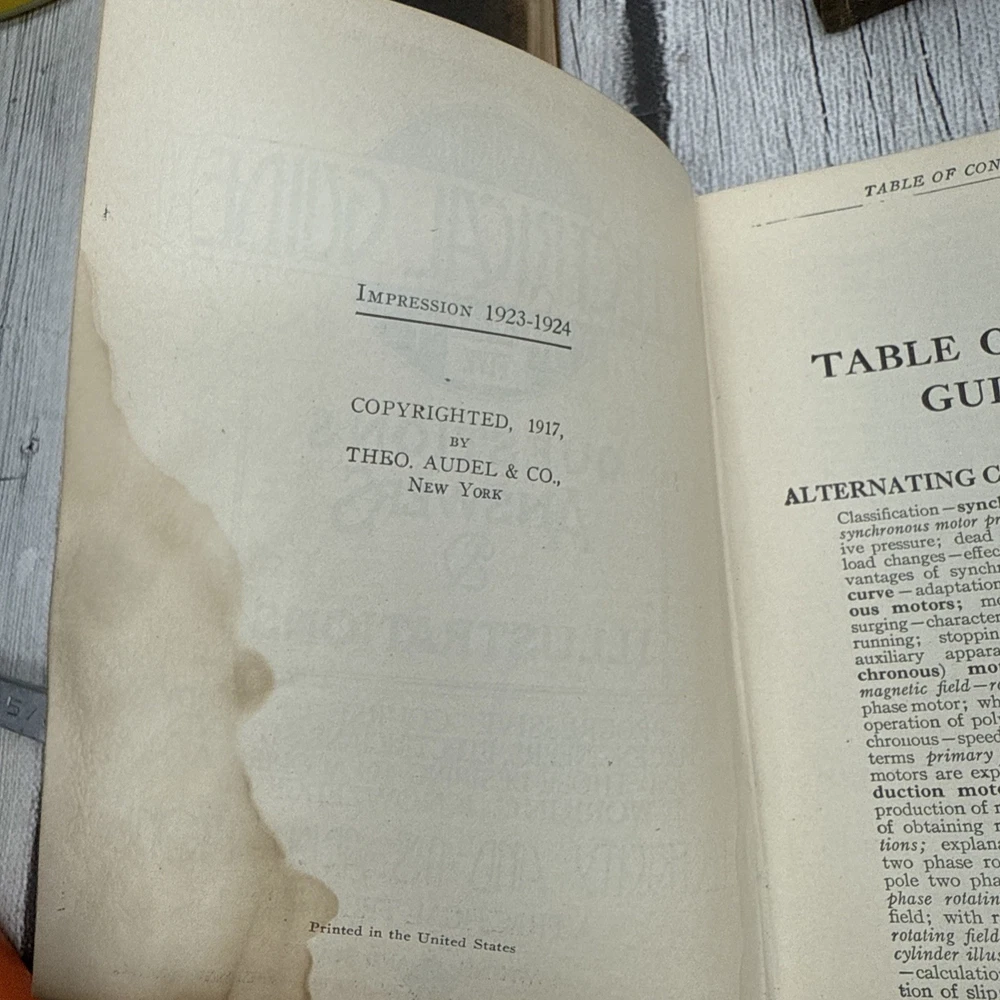 IMPRESSION 1923-1924
COPYRIGHTED, 1917,
BY
THEO. AUDEL & CO.,
NEW YORK
Printed in the United States
TABLE OF CON
TABLE
GUI
ALTERNATING C
Classification—synch
synchronous motor pr
ive pressure; dead
load changes—effec
vantages of synchr
curve—adaptation
ous motors; mo
surging—character
running; stoppin
auxiliary appara
chronous) mo
magnetic field—ro
phase motor; wh
operation of pol
chronous—speed
terms primary
motors are exp
duction moto
production of r
of obtaining r
tions; explana
two phase ro
pole two pha
phase rotatin
field; with r
rotating field
cylinder illus
—calculatio
tion of slip